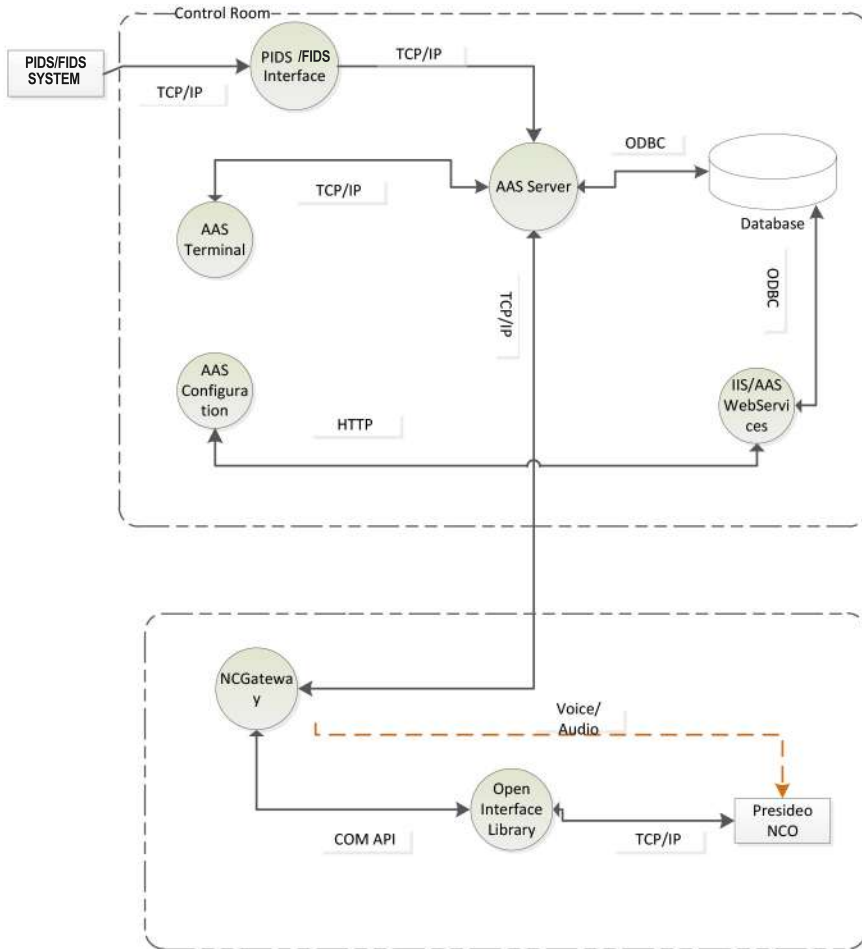 Control Room
PIDS/FIDS
SYSTEM
TCP/IP
PIDS /FIDS
Interface
TCP/IP
AAS Server
ODBC
Database
TCP/IP
AAS
Terminal
TCP/IP
ODBC
AAS
Configura
tion
HTTP
IIS/AAS
WebServi
ces
NCGatewa
y
Voice/
Audio
Open
Interface
Library
COM API
TCP/IP
Presideo
NCO